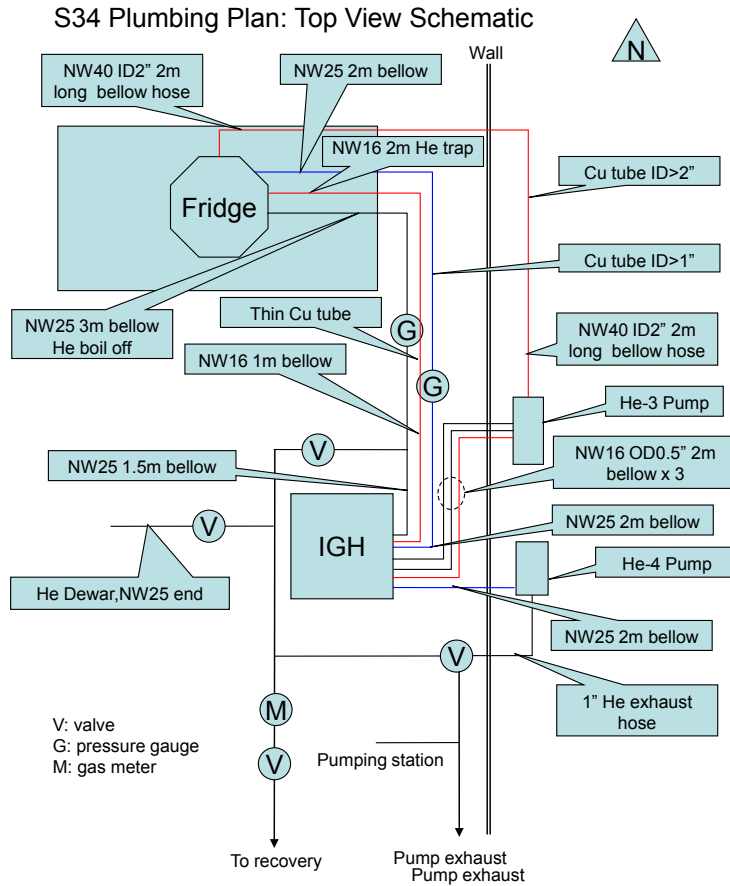 S34 Plumbing Plan: Top View Schematic
N
Wall
NW40 ID2” 2m
long bellow hose
NW25 2m bellow
NW16 2m He trap
Fridge
Cu tube ID>2”
Cu tube ID>1”
NW25 3m bellow
He boil off
Thin Cu tube
G
NW16 1m bellow
G
NW40 ID2” 2m
long bellow hose
He-3 Pump
NW25 1.5m bellow
V
NW16 OD0.5” 2m
bellow x 3
V
IGH
NW25 2m bellow
He Dewar,NW25 end
He-4 Pump
NW25 2m bellow
V
1” He exhaust
hose
M
V: valve
G: pressure gauge
M: gas meter
V
Pumping station
To recovery
Pump exhaust
Pump exhaust